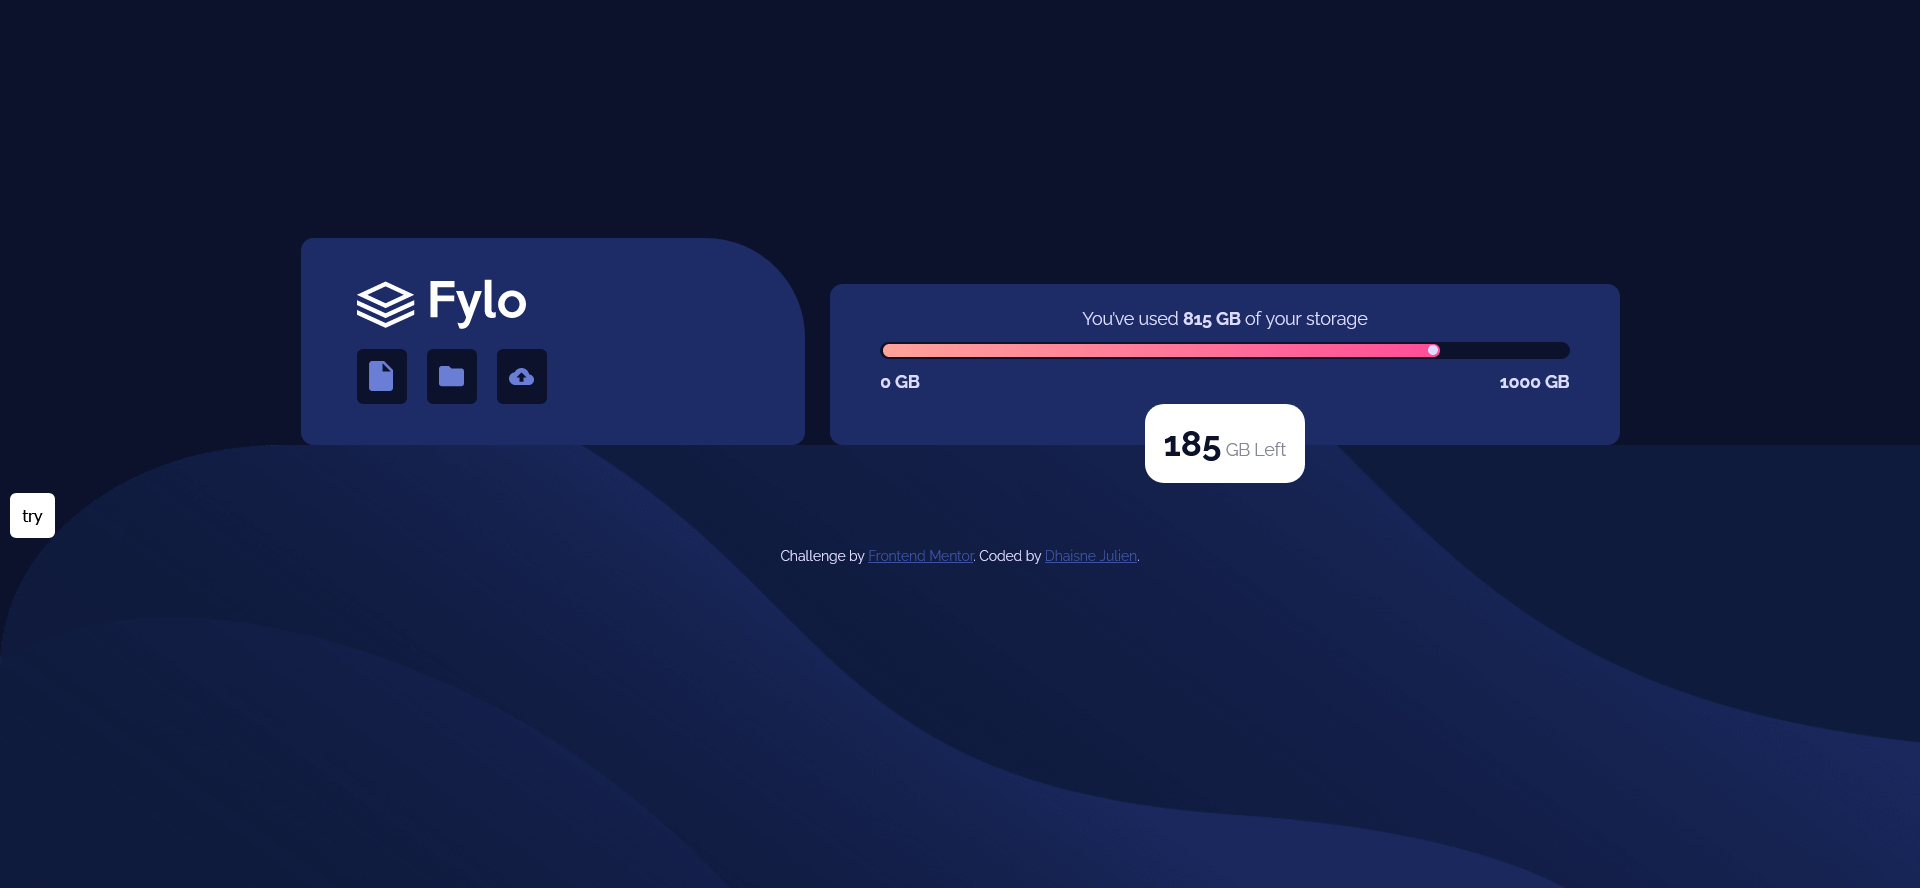 Fylo
You've used 815 GB of your storage
0 GB
1000 GB
185 GB Left
try
Challenge by Frontend Mentor. Coded by Dhaisne Julien.